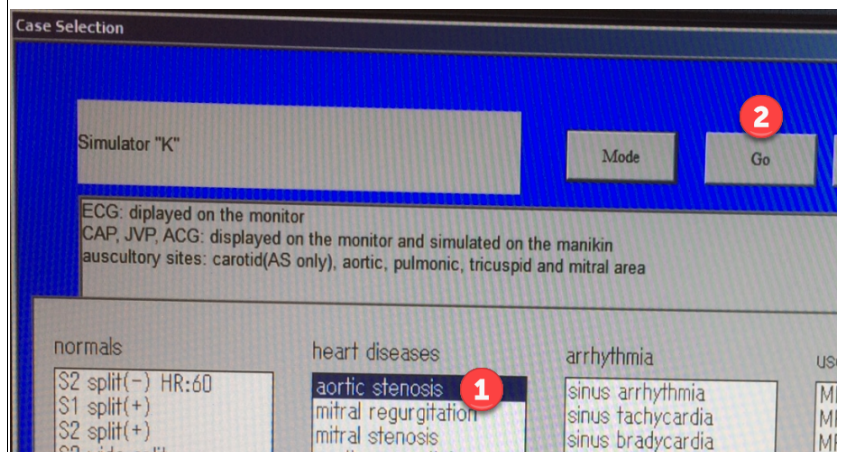 Case Selection
2
Simulator "K"
Mode
Go
ECG: diplayed on the monitor
CAP, JVP, ACG: displayed on the monitor and simulated on the manikin
auscultory sites: carotid(AS only), aortic, pulmonic, tricuspid and mitral area
normals
S2 split(-) HR:60
S1 split(+)
S2 split(+)
heart diseases
aortic stenosis
1
mitral regurgitation
mitral stenosis
arrhythmia
sinus arrhythmia
sinus tachycardia
sinus bradycardia